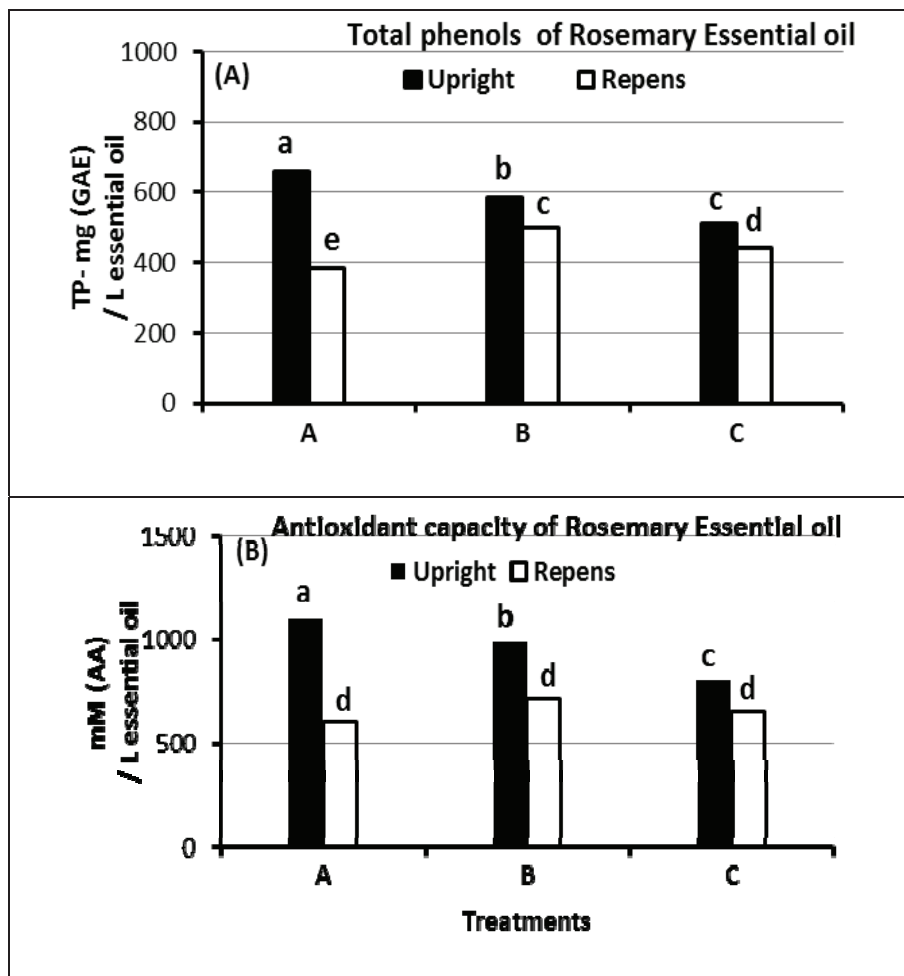 Total phenols of Rosemary Essential oil
(A)
Upright Repens
TP- mg (GAE)
/ L essential oil
1000
800
600
400
200
0
a
e
b
c
c
d
A B C
Antioxidant capacity of Rosemary Essential oil
(B)
Upright Repens
mM (AA)
/ L essential oil
1500
1000
500
0
a
d
b
d
c
d
A B C
Treatments